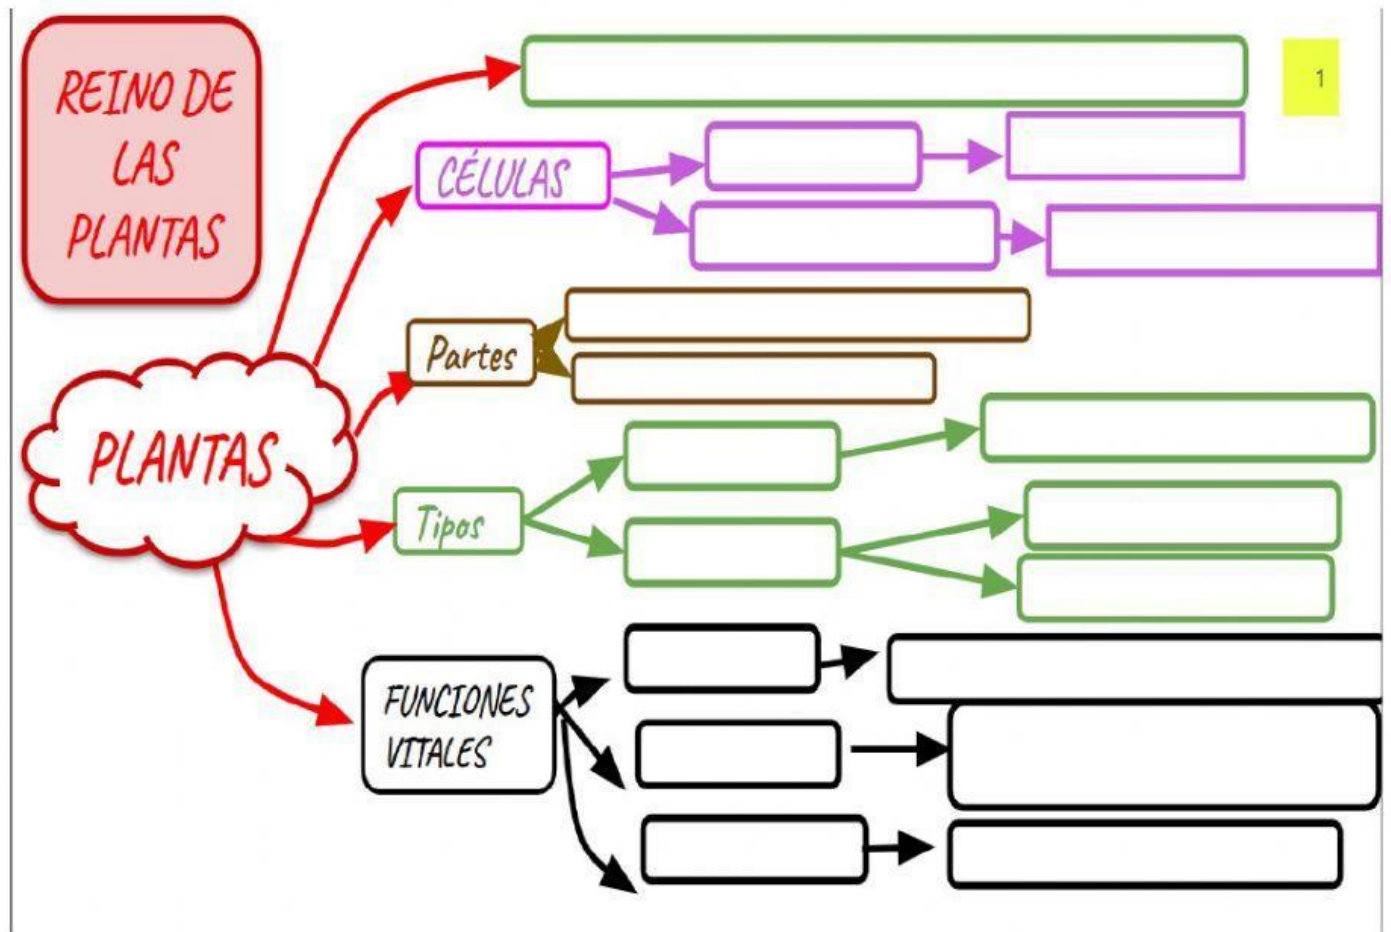 REINO DE
LAS
PLANTAS
1
CÉLULAS
Partes
PLANTAS
Tipos
FUNCIONES
VITALES